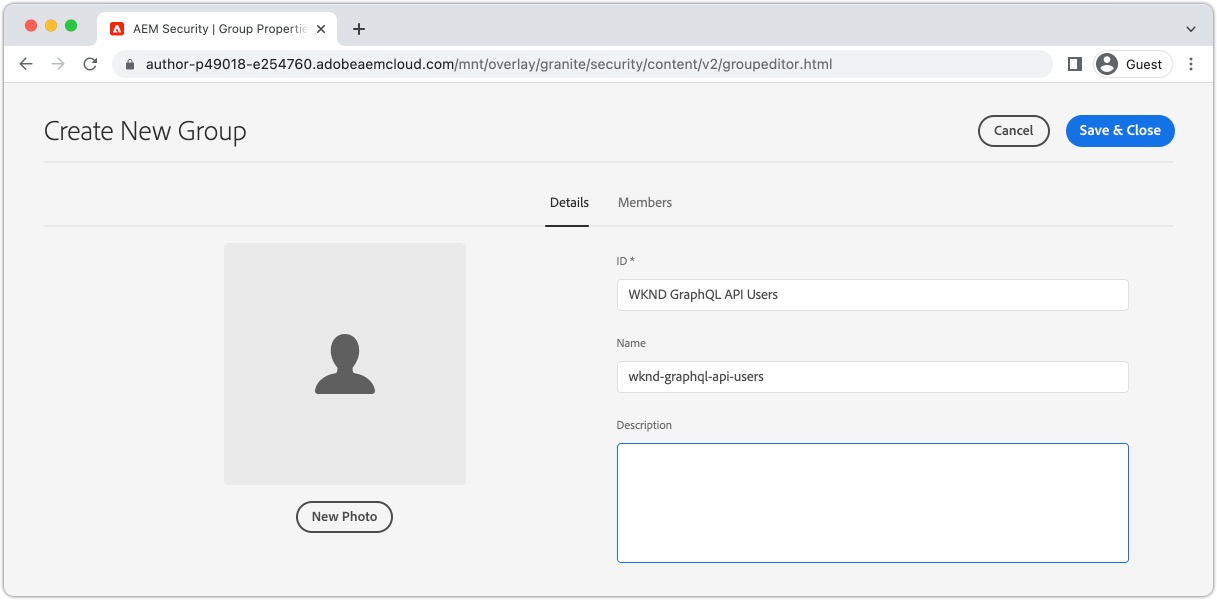 AEM Security | Group Propertie
author-p49018-e254760.adobeaemcloud.com/mnt/overlay/granite/security/content/v2/groupeditor.html
Guest
Create New Group
Cancel
Save & Close
Details
Members
ID *
WKND GraphQL API Users
Name
wknd-graphql-api-users
Description
New Photo